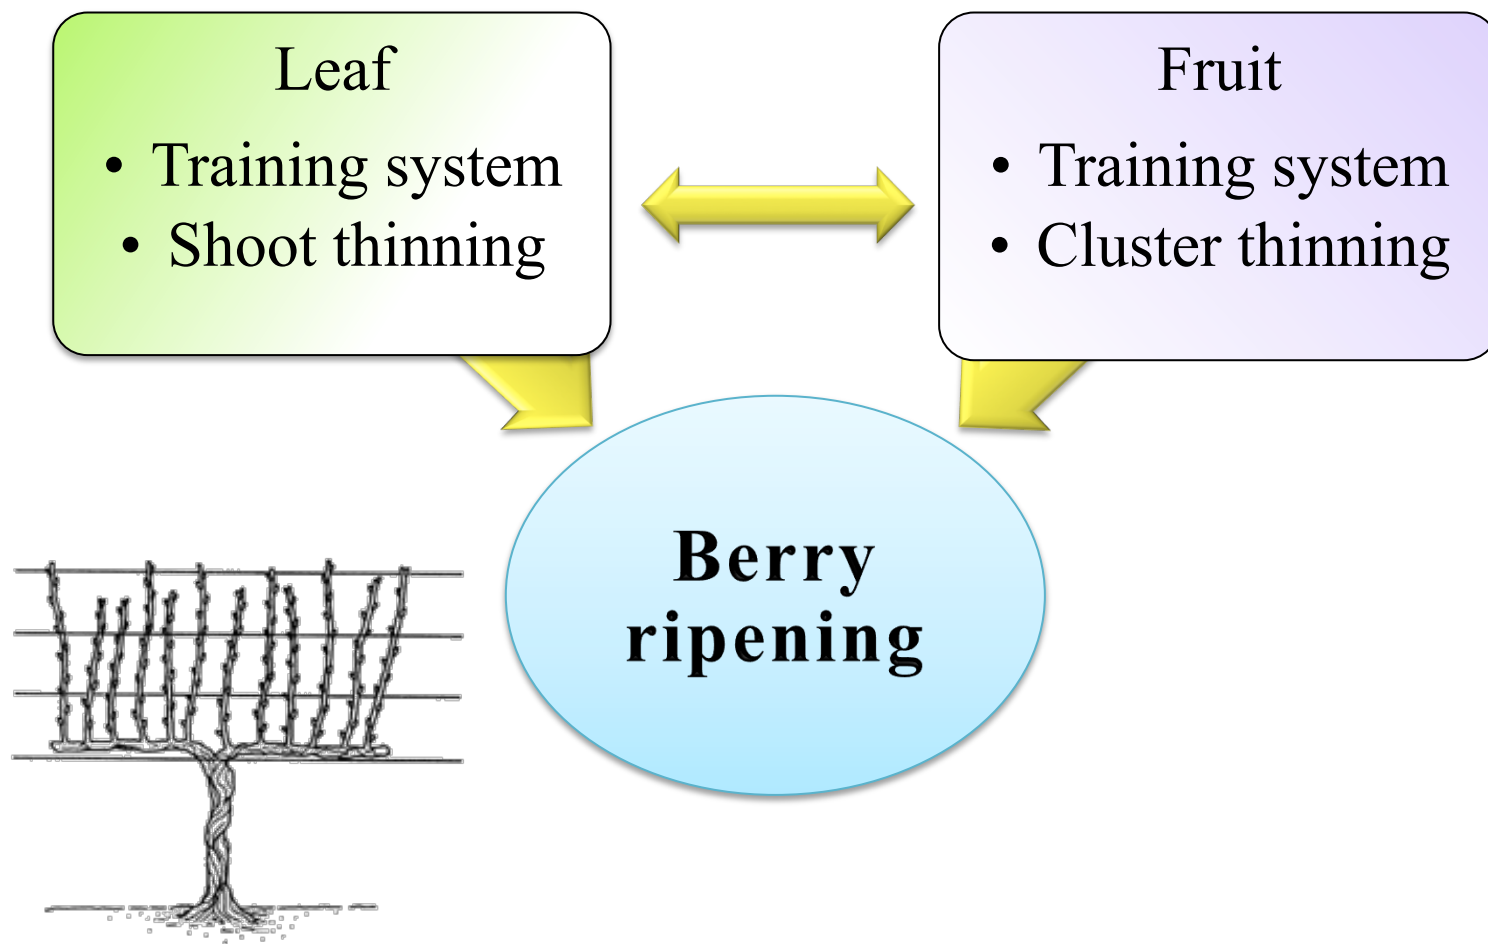 Leaf
• Training system
• Shoot thinning
Fruit
• Training system
• Cluster thinning
Berry
ripening